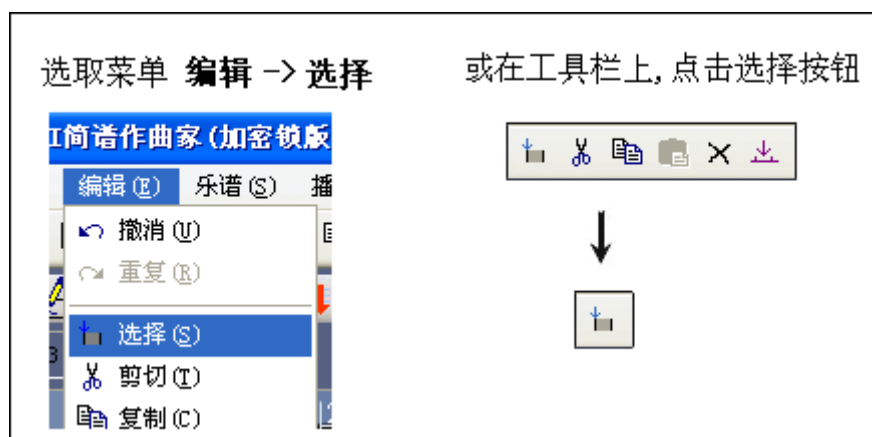 选取菜单 编辑 -> 选择
或在工具栏上, 点击选择按钮
I简谱作曲家(加密锁版
编辑(E) 乐谱(S) 播
撤消(U)
重复(R)
选择(S)
剪切(T)
复制(C)